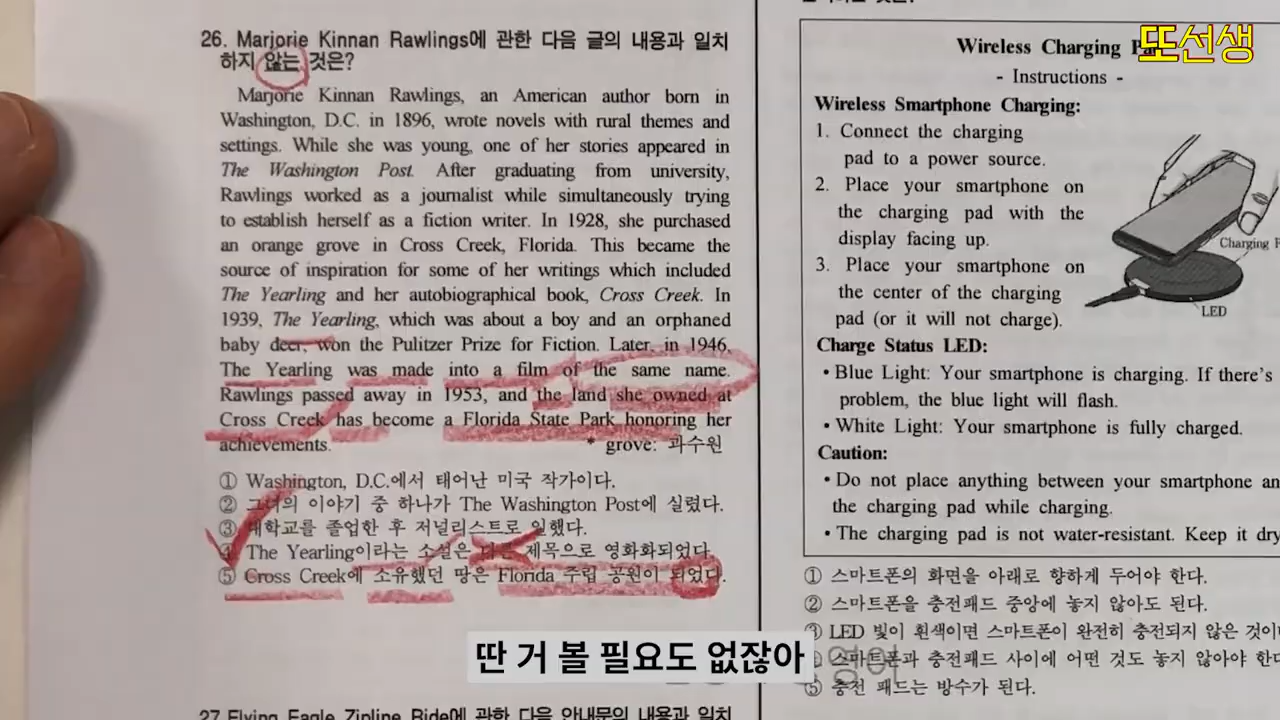 26. Marjorie Kinnan Rawlings에 관한 다음 글의 내용과 일치
하지 않는 것은?
Marjorie Kinnan Rawlings, an American author born in
Washington, D.C. in 1896, wrote novels with rural themes and
settings. While she was young, one of her stories appeared in
The Washington Post. After graduating from university,
Rawlings worked as a journalist while simultaneously trying
to establish herself as a fiction writer. In 1928, she purchased
an orange grove in Cross Creek, Florida. This became the
source of inspiration for some of her writings which included
The Yearling and her autobiographical book, Cross Creek. In
1939, The Yearling, which was about a boy and an orphaned
baby deer, won the Pulitzer Prize for Fiction. Later, in 1946,
The Yearling was made into a film of the same name.
Rawlings passed away in 1953, and the land she owned at
Cross Creek has become a Florida State Park honoring her
achievements.
* grove: 과수원
① Washington, D.C.에서 태어난 미국 작가이다.
② 그녀의 이야기 중 하나가 The Washington Post에 실렸다.
③ 대학교를 졸업한 후 저널리스트로 일했다.
④ The Yearling이라는 소설은 다른 제목으로 영화화되었다.
⑤ Cross Creek에 소유했던 땅은 Florida 주립 공원이 되었다.
27 Flying Eagle Zipline Ride에 관한 다음 안내문의 내용과 일치
또선생
Wireless Charging
- Instructions -
Wireless Smartphone Charging:
1. Connect the charging
pad to a power source.
2. Place your smartphone on
the charging pad with the
display facing up.
3. Place your smartphone on
the center of the charging
pad (or it will not charge).
Charging
LED
Charge Status LED:
• Blue Light: Your smartphone is charging. If there's
problem, the blue light will flash.
• White Light: Your smartphone is fully charged.
Caution:
• Do not place anything between your smartphone
the charging pad while charging.
• The charging pad is not water-resistant. Keep it dry
① 스마트폰의 화면을 아래로 향하게 두어야 한다.
② 스마트폰을 충전패드 중앙에 놓지 않아도 된다.
③ LED 빛이 흰색이면 스마트폰이 완전히 충전되지 않은
④ 스마트폰과 충전패드 사이에 어떤 것도 놓지 않아야
⑤ 충전 패드는 방수가 된다.
딴 거 볼 필요도 없잖아